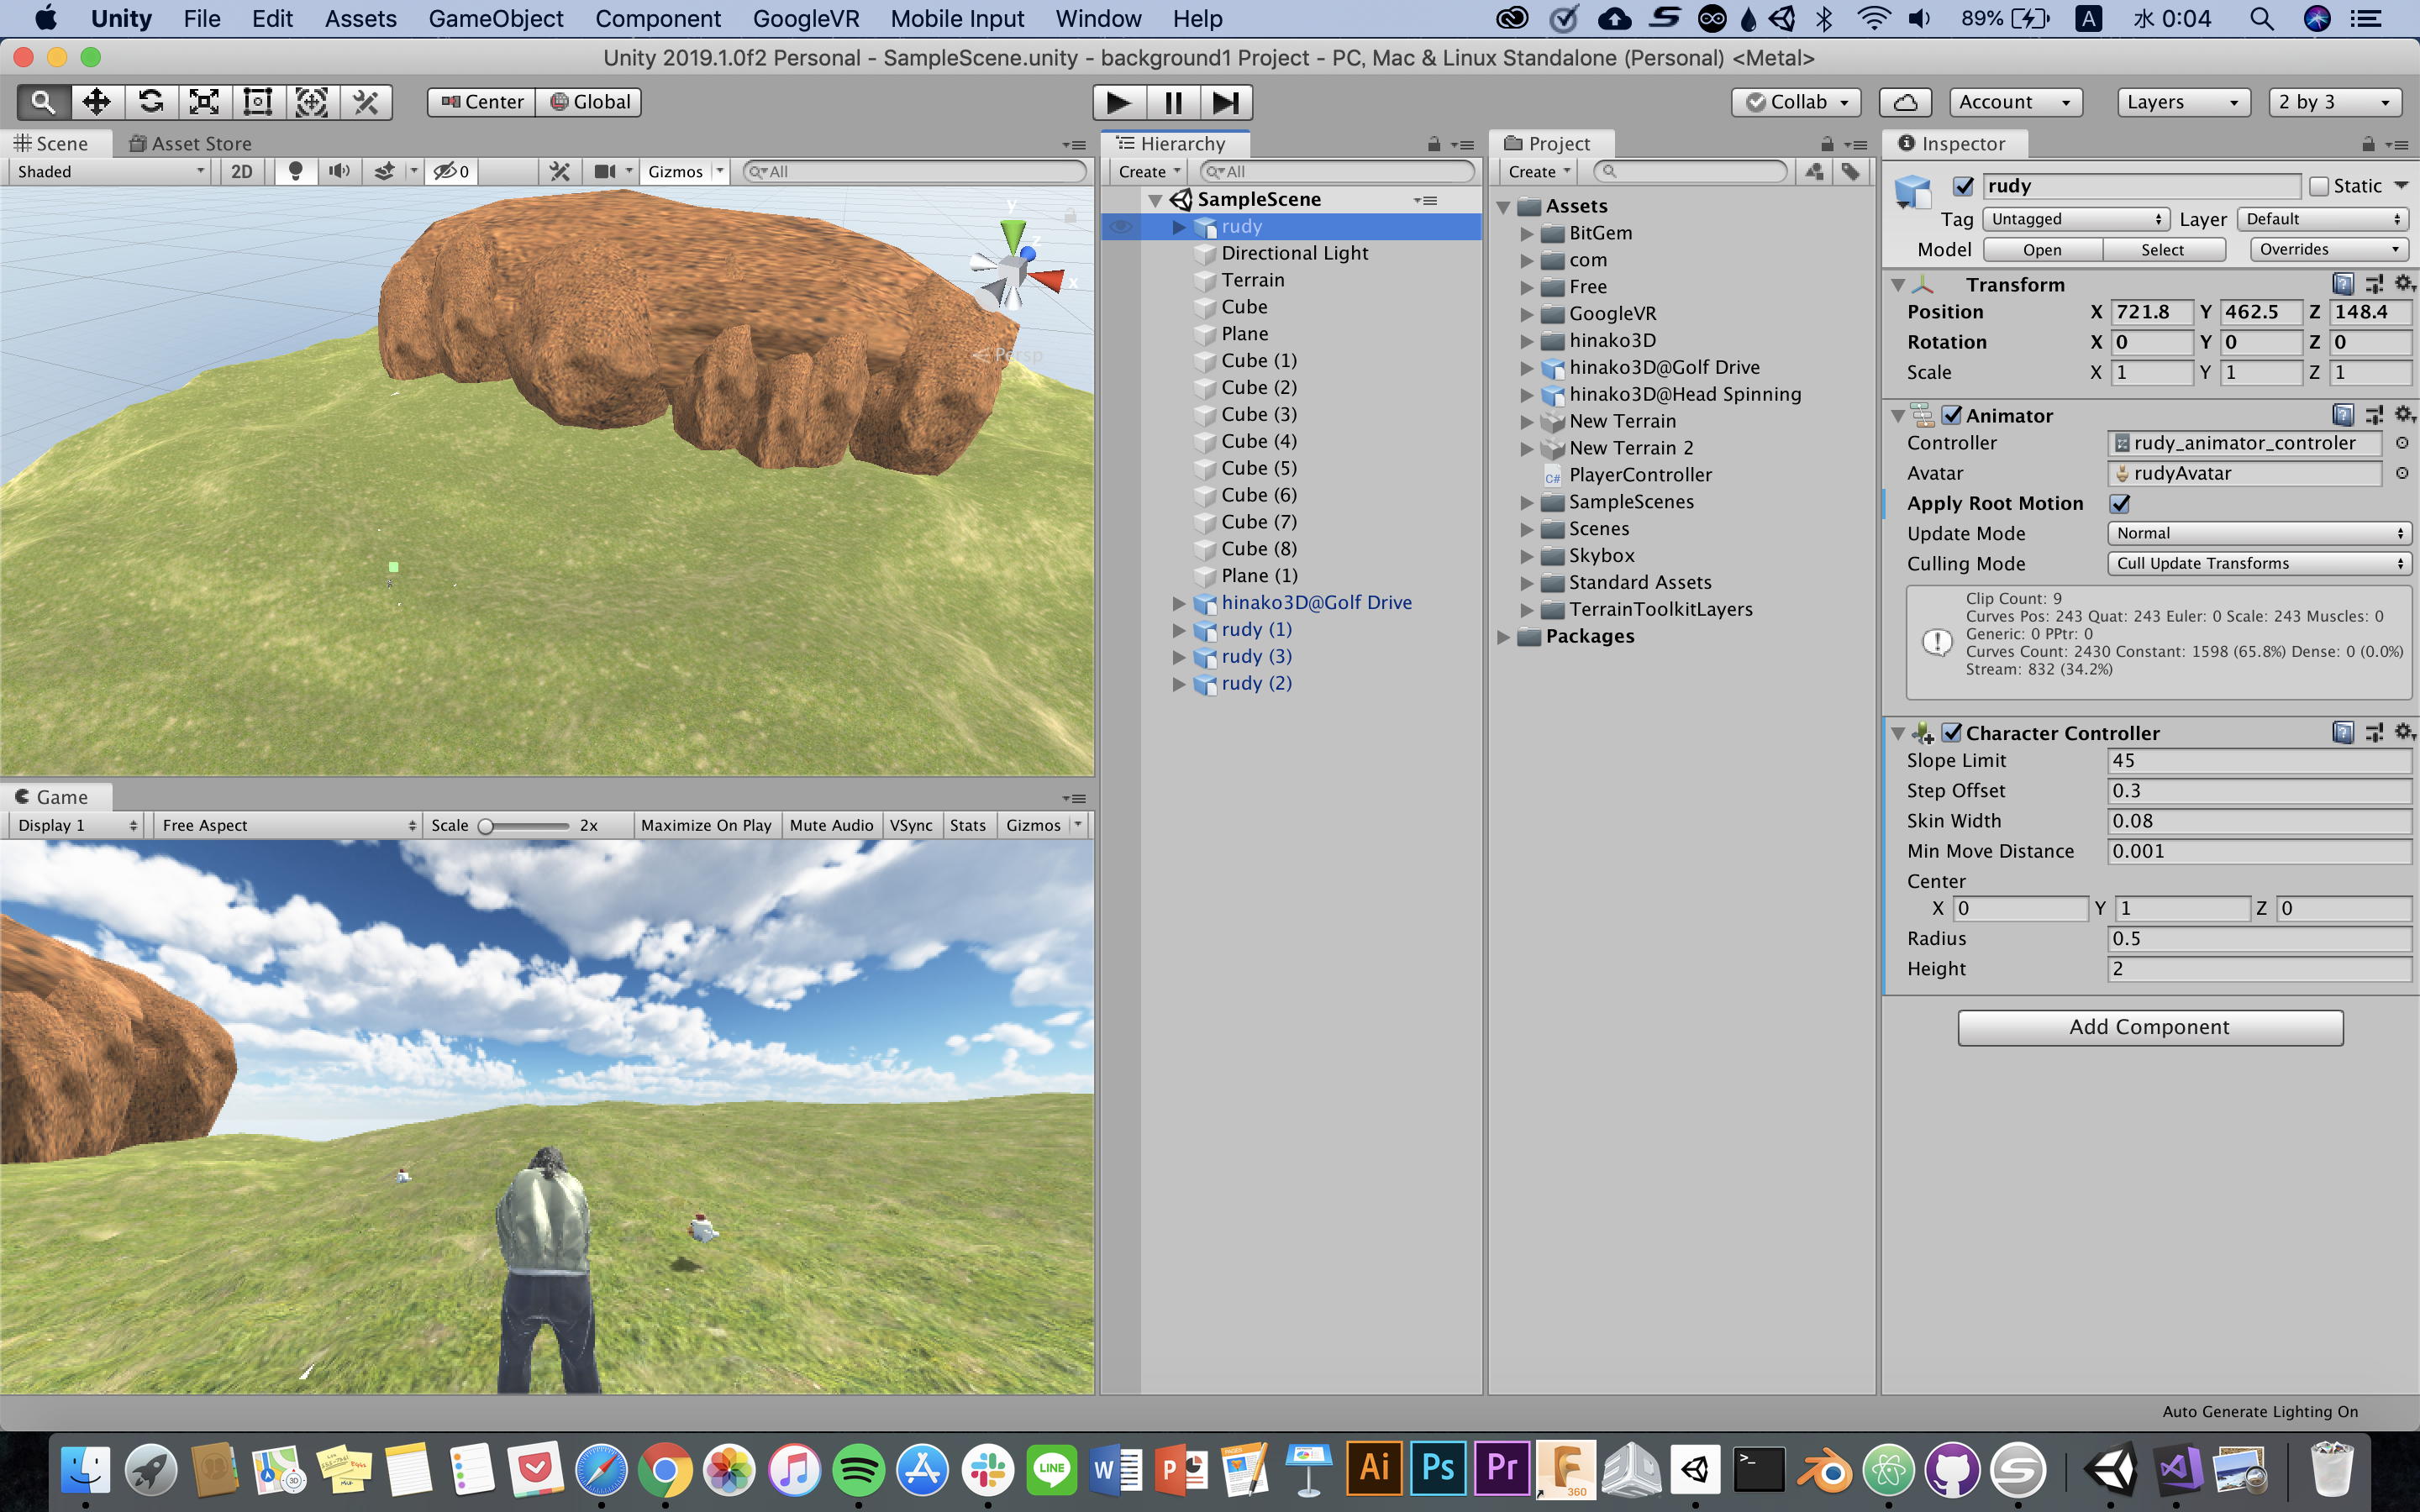 Unity File Edit Assets GameObject Component GoogleVR Mobile Input Window Help 89% A 水 0:04
Unity 2019.1.0f2 Personal - SampleScene.unity - background1 Project - PC, Mac & Linux Standalone (Personal) <Metal>
Center Global Collab Account Layers 2 by 3
Scene Asset Store
Shaded 2D 0 Gizmos All
y
z
x
Persp
Game
Display 1 Free Aspect Scale 2x Maximize On Play Mute Audio VSync Stats Gizmos
Hierarchy
Create All
SampleScene
rudy
Directional Light
Terrain
Cube
Plane
Cube (1)
Cube (2)
Cube (3)
Cube (4)
Cube (5)
Cube (6)
Cube (7)
Cube (8)
Plane (1)
hinako3D@Golf Drive
rudy (1)
rudy (3)
rudy (2)
Project
Create
Assets
BitGem
com
Free
GoogleVR
hinako3D
hinako3D@Golf Drive
hinako3D@Head Spinning
New Terrain
New Terrain 2
C# PlayerController
SampleScenes
Scenes
Skybox
Standard Assets
TerrainToolkitLayers
Packages
Inspector
rudy Static
Tag Untagged Layer Default
Model Open Select Overrides
Transform
Position X 721.8 Y 462.5 Z 148.4
Rotation X 0 Y 0 Z 0
Scale X 1 Y 1 Z 1
Animator
Controller rudy_animator_controler
Avatar rudyAvatar
Apply Root Motion
Update Mode Normal
Culling Mode Cull Update Transforms
Clip Count: 9
Curves Pos: 243 Quat: 243 Euler: 0 Scale: 243 Muscles: 0
Generic: 0 PPtr: 0
Curves Count: 2430 Constant: 1598 (65.8%) Dense: 0 (0.0%)
Stream: 832 (34.2%)
Character Controller
Slope Limit 45
Step Offset 0.3
Skin Width 0.08
Min Move Distance 0.001
Center
X 0 Y 1 Z 0
Radius 0.5
Height 2
Add Component
Auto Generate Lighting On
3D LINE W P PAGES Ai Ps Pr F 360 >_ S